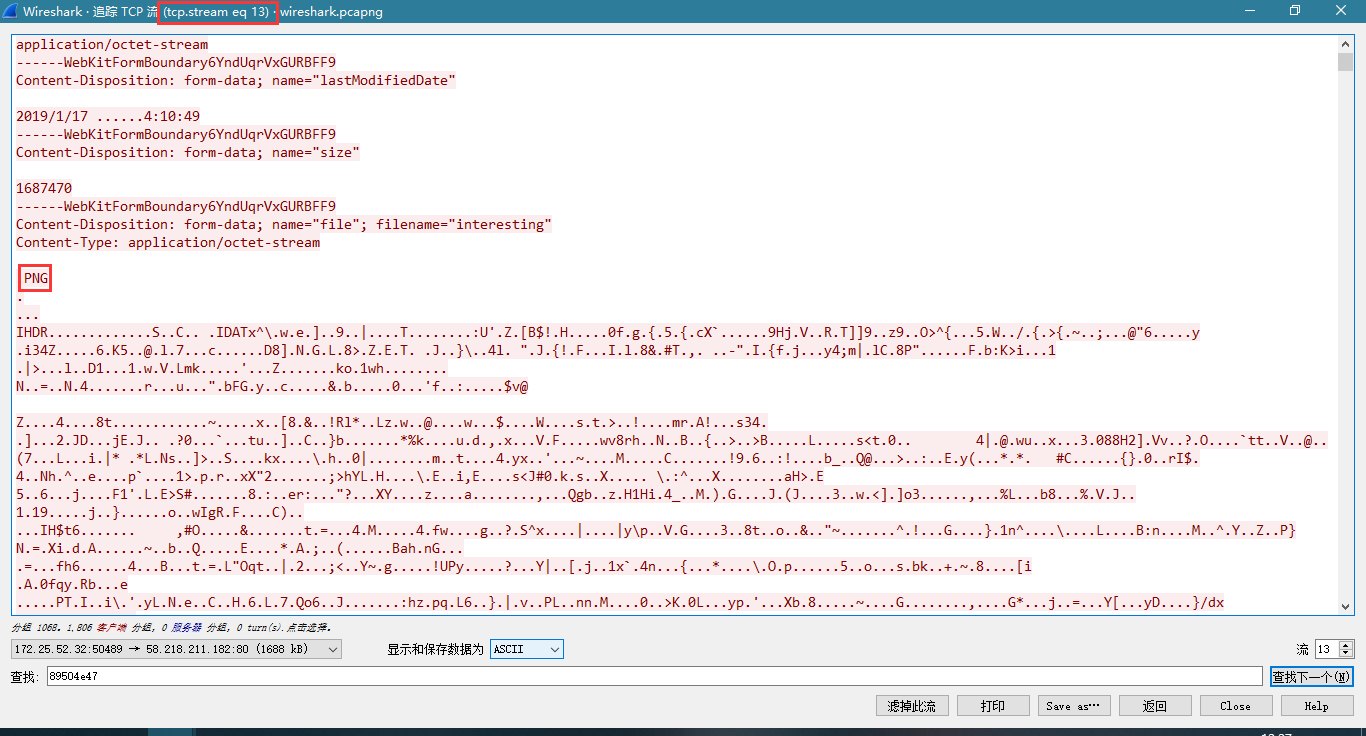 Wireshark · 追踪 TCP 流 (tcp.stream eq 13) · wireshark.pcapng
application/octet-stream
------WebKitFormBoundary6YndUqrVxGURBFF9
Content-Disposition: form-data; name="lastModifiedDate"
2019/1/17 ......4:10:49
------WebKitFormBoundary6YndUqrVxGURBFF9
Content-Disposition: form-data; name="size"
1687470
------WebKitFormBoundary6YndUqrVxGURBFF9
Content-Disposition: form-data; name="file"; filename="interesting"
Content-Type: application/octet-stream
PNG
.
...
IHDR.............S..C.. .IDATx^\.w.e.]..9..|....T........:U'.Z.[B$!.H.....0f.g.{.5.{.cX`......9Hj.V..R.T]]9..z9..O>^{...5.W../.{.>{.~..;...@"6.....y
.i34Z.....6.K5..@.l.7...c......D8].N.G.L.8>.Z.E.T. .J..}\..4l. ".J.{!.F...I.l.8&.#T.,. ..-".I.{f.j...y4;m|.lC.8P"......F.b:K>i...1
.|>...l..D1...1.w.V.Lmk.....'...Z.......ko.1wh........
N..=..N.4.......r...u...".bFG.y..c.....&.b.....0...'f..:.....$v@
Z....4....8t............~.....x..[8.&..!Rl*..Lz.w..@....w...$....W....s.t.>..!....mr.A!...s34.
.]...2.JD...jE.J.. .?0...`...tu..]..C..}b.......*%k....u.d.,.x...V.F.....wv8rh..N..B..{..>..>B.....L.....s<t.0.. 4|.@.wu..x...3.088H2].Vv..?.O....`tt..V..@..
(7...L...i.|* .*L.Ns..]>..S....kx....\.h..0|........m..t....4.yx..'...~....M.....C.......!9.6..:!....b_..Q@...>..:..E.y(...*.*. #C......{}.0..rI$.
4..Nh.^..e....p`....1>.p.r..xX"2.......;>hYL.H....\.E..i,E....s<J#0.k.s..X..... \.:^...X........aH>.E
5..6...j....F1'.L.E>S#.......8.:..er:..."?...XY....z....a........,...Qgb..z.H1Hi.4_..M.).G....J.(J....3..w.<].]o3......,...%L...b8...%.V.J..
1.19.....j..}......o..wIgR.F....C)..
...IH$t6....... ,#O.....&.......t.=...4.M.....4.fw....g..?.S^x....|....|y\p..V.G....3..8t..o..&.."~.......^.!...G....}.1n^....\....L....B:n....M..^.Y..Z..P}
N.=.Xi.d.A......~..b..Q.....E....*.A.;..(......Bah.nG...
.=...fh6......4...B...t.=.L"Oqt..|.2...;<..Y~.g.....!UPy.....?...Y|..[.j..1x`.4n...{...*....\.O.p......5..o...s.bk..+.~.8....[i
.A.0fqy.Rb...e
.....PT.I..i\.'.yL.N.e..C..H.6.L.7.Qo6..J.......:hz.pq.L6..}.|.v..PL..nn.M....0..>K.0L...yp.'...Xb.8.....~....G........,....G*...j..=...Y[...yD....}/dx
分组 1068。1,806 客户端 分组, 0 服务器 分组, 0 turn(s).点击选择。
172.25.52.32:50489 → 58.218.211.182:80 (1688 kB) 显示和保存数据为 ASCII 流 13
查找: 89504e47 查找下一个(N)
滤掉此流 打印 Save as… 返回 Close Help